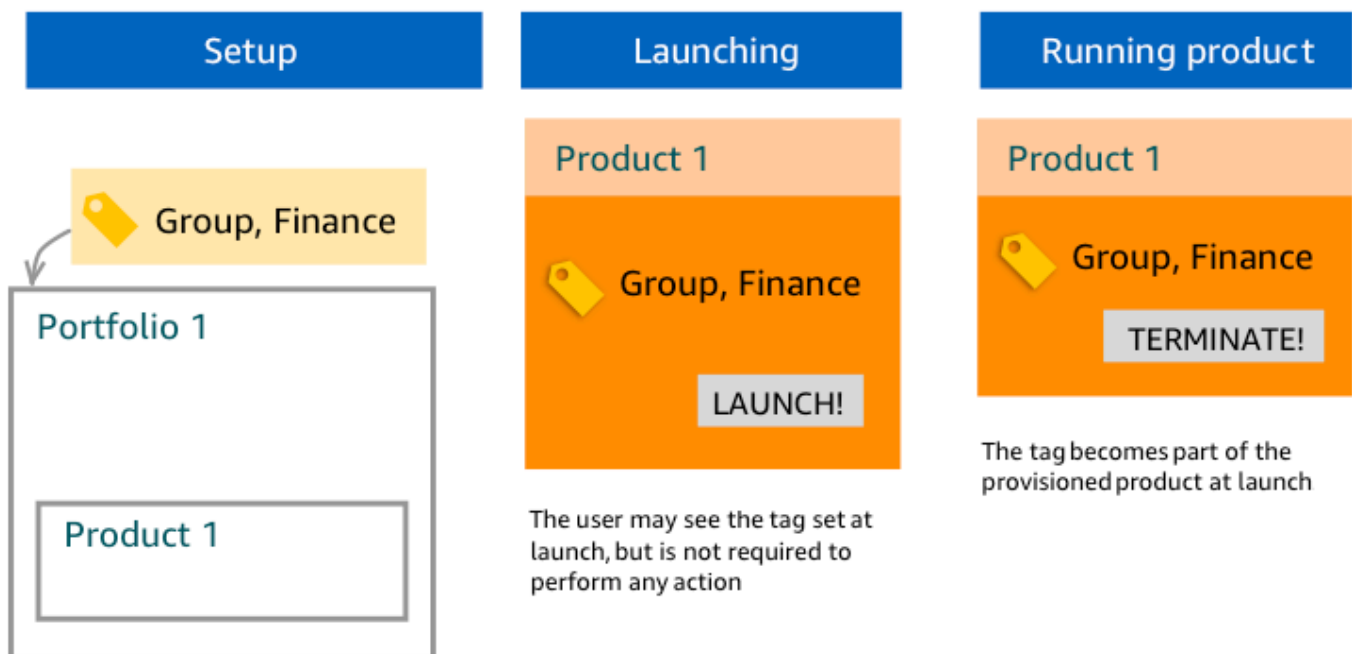 Setup
Group, Finance
Portfolio 1
Product 1
Launching
Product 1
Group, Finance
LAUNCH!
The user may see the tag set at
launch, but is not required to
perform any action
Running product
Product 1
Group, Finance
TERMINATE!
The tag becomes part of the
provisioned product at launch